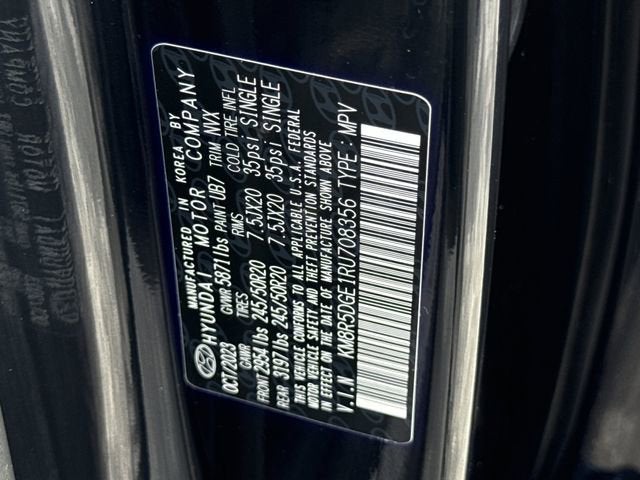 MANUFACTURED IN KOREA BY
HYUNDAI MOTOR COMPANY
OCT/2023 GVWR 5871lbs PAINT UB7 TRIM NVX
GAWR TIRES RIMS COLD TIRE INFL
FRONT 2954lbs 245/50R20 7.5JX20 35psi SINGLE
REAR 3197lbs 245/50R20 7.5JX20 35psi SINGLE
THIS VEHICLE CONFORMS TO ALL APPLICABLE U.S.A. FEDERAL
MOTOR VEHICLE SAFETY AND THEFT PREVENTION STANDARDS
IN EFFECT ON THE DATE OF MANUFACTURE SHOWN ABOVE
V.I.N KM8R5DGE1RU708356 TYPE: MPV